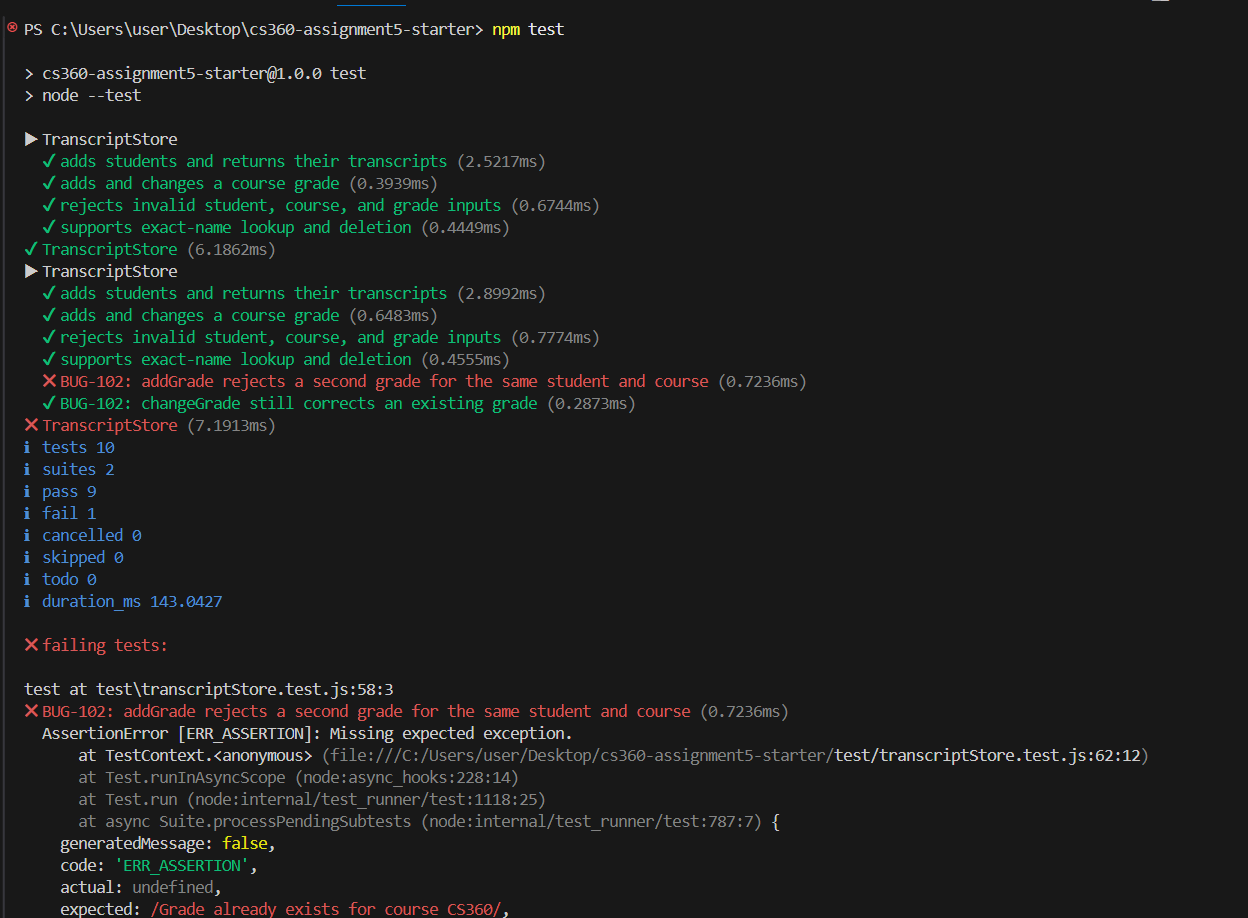 PS C:\Users\user\Desktop\cs360-assignment5-starter> npm test
> cs360-assignment5-starter@1.0.0 test
> node --test
▶ TranscriptStore
✔ adds students and returns their transcripts (2.5217ms)
✔ adds and changes a course grade (0.3939ms)
✔ rejects invalid student, course, and grade inputs (0.6744ms)
✔ supports exact-name lookup and deletion (0.4449ms)
✔ TranscriptStore (6.1862ms)
▶ TranscriptStore
✔ adds students and returns their transcripts (2.8992ms)
✔ adds and changes a course grade (0.6483ms)
✔ rejects invalid student, course, and grade inputs (0.7774ms)
✔ supports exact-name lookup and deletion (0.4555ms)
✖ BUG-102: addGrade rejects a second grade for the same student and course (0.7236ms)
✔ BUG-102: changeGrade still corrects an existing grade (0.2873ms)
✖ TranscriptStore (7.1913ms)
ℹ tests 10
ℹ suites 2
ℹ pass 9
ℹ fail 1
ℹ cancelled 0
ℹ skipped 0
ℹ todo 0
ℹ duration_ms 143.0427
✖ failing tests:
test at test\transcriptStore.test.js:58:3
✖ BUG-102: addGrade rejects a second grade for the same student and course (0.7236ms)
AssertionError [ERR_ASSERTION]: Missing expected exception.
at TestContext.<anonymous> (file:///C:/Users/user/Desktop/cs360-assignment5-starter/test/transcriptStore.test.js:62:12)
at Test.runInAsyncScope (node:async_hooks:228:14)
at Test.run (node:internal/test_runner/test:1118:25)
at async Suite.processPendingSubtests (node:internal/test_runner/test:787:7) {
generatedMessage: false,
code: 'ERR_ASSERTION',
actual: undefined,
expected: /Grade already exists for course CS360/,